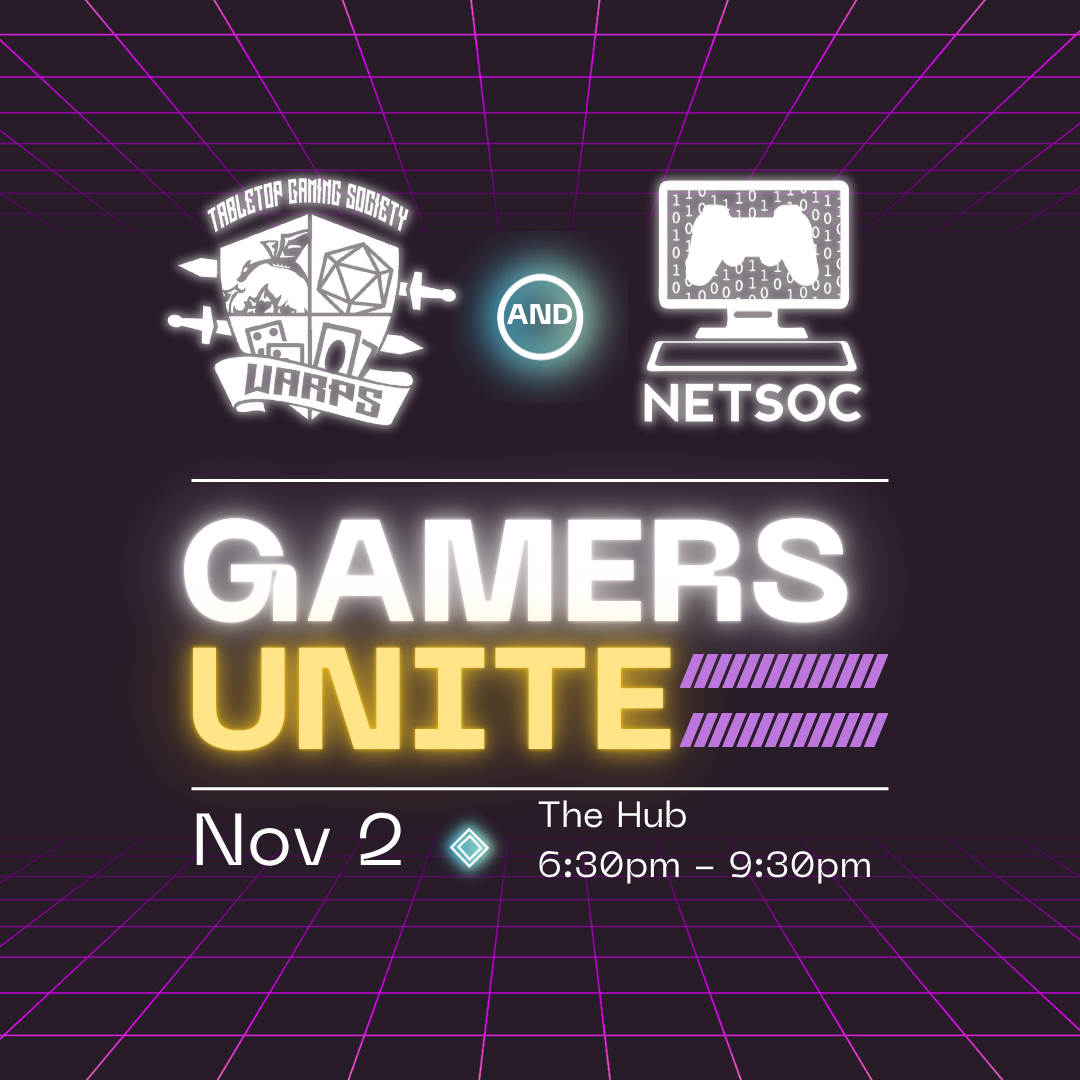 TABLETOP GAMING SOCIETY
WARPS
AND
NETSOC
GAMERS
UNITE
Nov 2
The Hub
6:30pm – 9:30pm